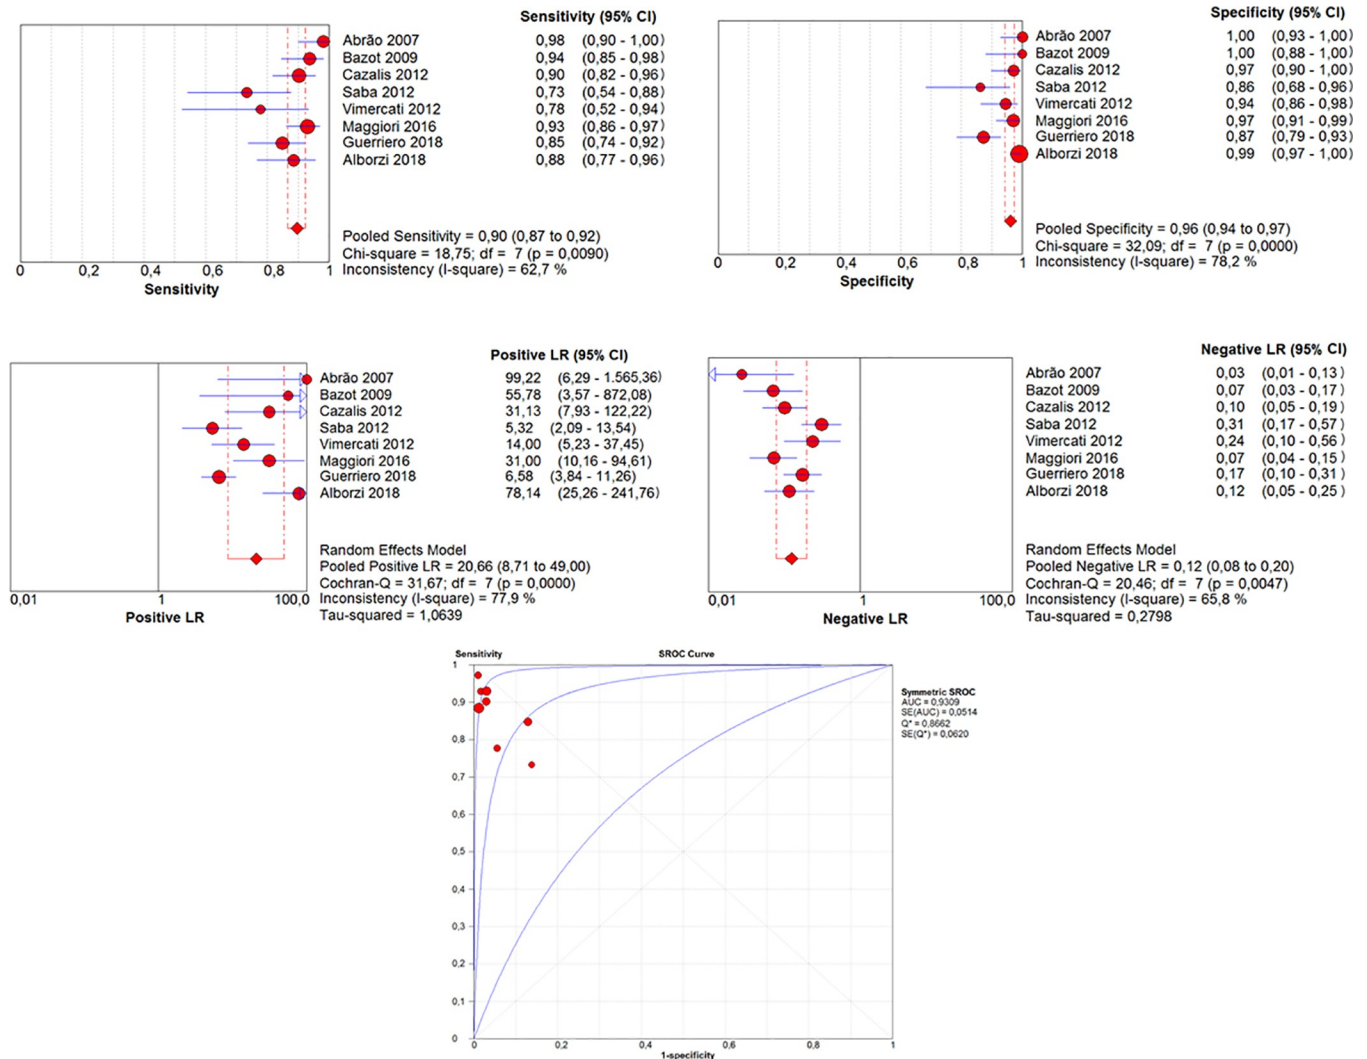 Sensitivity (95% CI)
Abrão 2007 0,98 (0,90 - 1,00)
Bazot 2009 0,94 (0,85 - 0,98)
Cazalis 2012 0,90 (0,82 - 0,96)
Saba 2012 0,73 (0,54 - 0,88)
Vimercati 2012 0,78 (0,52 - 0,94)
Maggiori 2016 0,93 (0,86 - 0,97)
Guerriero 2018 0,85 (0,74 - 0,92)
Alborzi 2018 0,88 (0,77 - 0,96)
Pooled Sensitivity = 0,90 (0,87 to 0,92)
Chi-square = 18,75; df = 7 (p = 0,0090)
Inconsistency (I-square) = 62,7 %
0 0,2 0,4 0,6 0,8 1
Sensitivity
Specificity (95% CI)
Abrão 2007 1,00 (0,93 - 1,00)
Bazot 2009 1,00 (0,88 - 1,00)
Cazalis 2012 0,97 (0,90 - 1,00)
Saba 2012 0,86 (0,68 - 0,96)
Vimercati 2012 0,94 (0,86 - 0,98)
Maggiori 2016 0,97 (0,91 - 0,99)
Guerriero 2018 0,87 (0,79 - 0,93)
Alborzi 2018 0,99 (0,97 - 1,00)
Pooled Specificity = 0,96 (0,94 to 0,97)
Chi-square = 32,09; df = 7 (p = 0,0000)
Inconsistency (I-square) = 78,2 %
0 0,2 0,4 0,6 0,8 1
Specificity
Positive LR (95% CI)
Abrão 2007 99,22 (6,29 - 1.565,36)
Bazot 2009 55,78 (3,57 - 872,08)
Cazalis 2012 31,13 (7,93 - 122,22)
Saba 2012 5,32 (2,09 - 13,54)
Vimercati 2012 14,00 (5,23 - 37,45)
Maggiori 2016 31,00 (10,16 - 94,61)
Guerriero 2018 6,58 (3,84 - 11,26)
Alborzi 2018 78,14 (25,26 - 241,76)
Random Effects Model
Pooled Positive LR = 20,66 (8,71 to 49,00)
Cochran-Q = 31,67; df = 7 (p = 0,0000)
Inconsistency (I-square) = 77,9 %
Tau-squared = 1,0639
0,01 1 100,0
Positive LR
Negative LR (95% CI)
Abrão 2007 0,03 (0,01 - 0,13)
Bazot 2009 0,07 (0,03 - 0,17)
Cazalis 2012 0,10 (0,05 - 0,19)
Saba 2012 0,31 (0,17 - 0,57)
Vimercati 2012 0,24 (0,10 - 0,56)
Maggiori 2016 0,07 (0,04 - 0,15)
Guerriero 2018 0,17 (0,10 - 0,31)
Alborzi 2018 0,12 (0,05 - 0,25)
Random Effects Model
Pooled Negative LR = 0,12 (0,08 to 0,20)
Cochran-Q = 20,46; df = 7 (p = 0,0047)
Inconsistency (I-square) = 65,8 %
Tau-squared = 0,2798
0,01 1 100,0
Negative LR
Sensitivity SROC Curve
1
0,9
0,8
0,7
0,6
0,5
0,4
0,3
0,2
0,1
0
0 0,2 0,4 0,6 0,8 1
1-specificity
Symmetric SROC
AUC = 0,9309
SE(AUC) = 0,0514
Q* = 0,8662
SE(Q*) = 0,0620